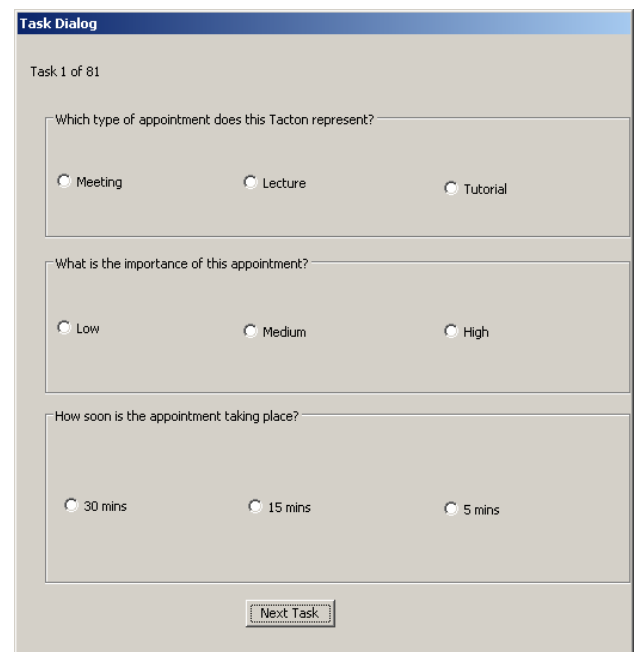 Task Dialog
Task 1 of 81
Which type of appointment does this Tacton represent?
Meeting Lecture Tutorial
What is the importance of this appointment?
Low Medium High
How soon is the appointment taking place?
30 mins 15 mins 5 mins
Next Task